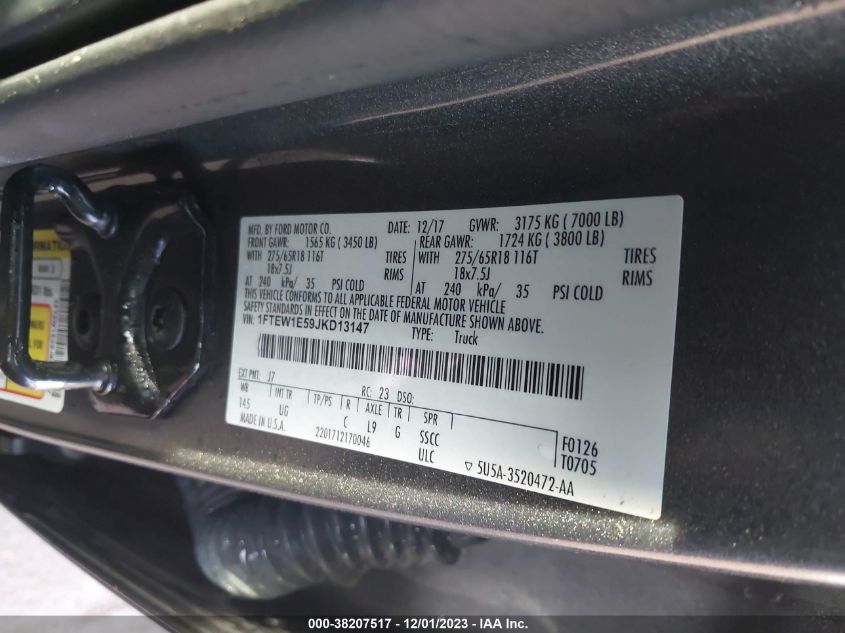 MFD. BY FORD MOTOR CO. DATE: 12/17 GVWR: 3175 KG ( 7000 LB)
FRONT GAWR: 1565 KG ( 3450 LB) REAR GAWR: 1724 KG ( 3800 LB)
WITH 275/65R18 116T TIRES WITH 275/65R18 116T TIRES
18x7.5J RIMS 18x7.5J RIMS
AT 240 kPa/ 35 PSI COLD AT 240 kPa/ 35 PSI COLD
THIS VEHICLE CONFORMS TO ALL APPLICABLE FEDERAL MOTOR VEHICLE
SAFETY STANDARDS IN EFFECT ON THE DATE OF MANUFACTURE SHOWN ABOVE.
VIN: 1FTEW1E59JKD13147
TYPE: Truck
EXT PNT: J7 RC: 23 DSO:
WB INT TR TP/PS R AXLE TR SPR
145 UG C L9 G SSCC
MADE IN U.S.A. 2201712170046 ULC
F0126
T0705
▽ 5U5A-3520472-AA
000-38207517 - 12/01/2023 - IAAI.com